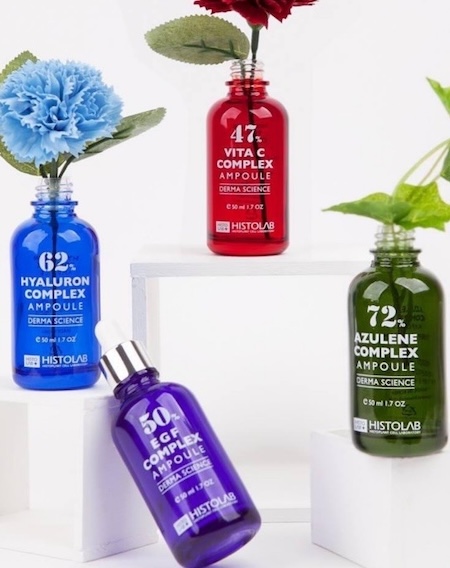 47%
VITA C
COMPLEX
AMPOULE
DERMA SCIENCE
℮ 50 ml 1.7 OZ
HISTOLAB
62%
HYALURON
COMPLEX
AMPOULE
DERMA SCIENCE
℮ 50 ml 1.7 OZ
HISTOLAB
72%
AZULENE
COMPLEX
AMPOULE
DERMA SCIENCE
℮ 50 ml 1.7 OZ
HISTOLAB
50%
EGF
COMPLEX
AMPOULE
DERMA SCIENCE
℮ 50 ml 1.7 OZ
HISTOLAB